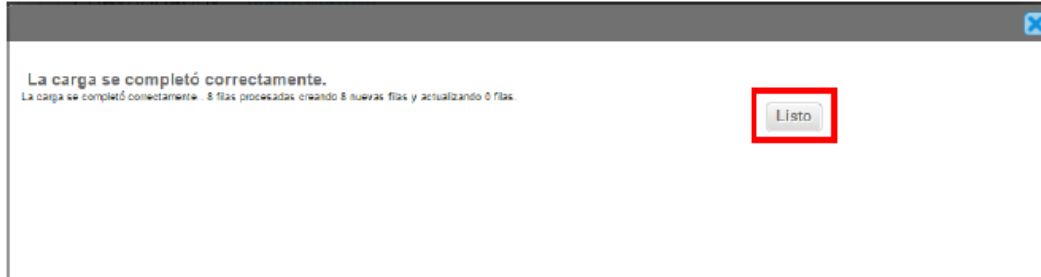 La carga se completó correctamente.
La carga se completó correctamente. 8 filas procesadas creando 8 nuevas filas y actualizando 0 filas.
Listo